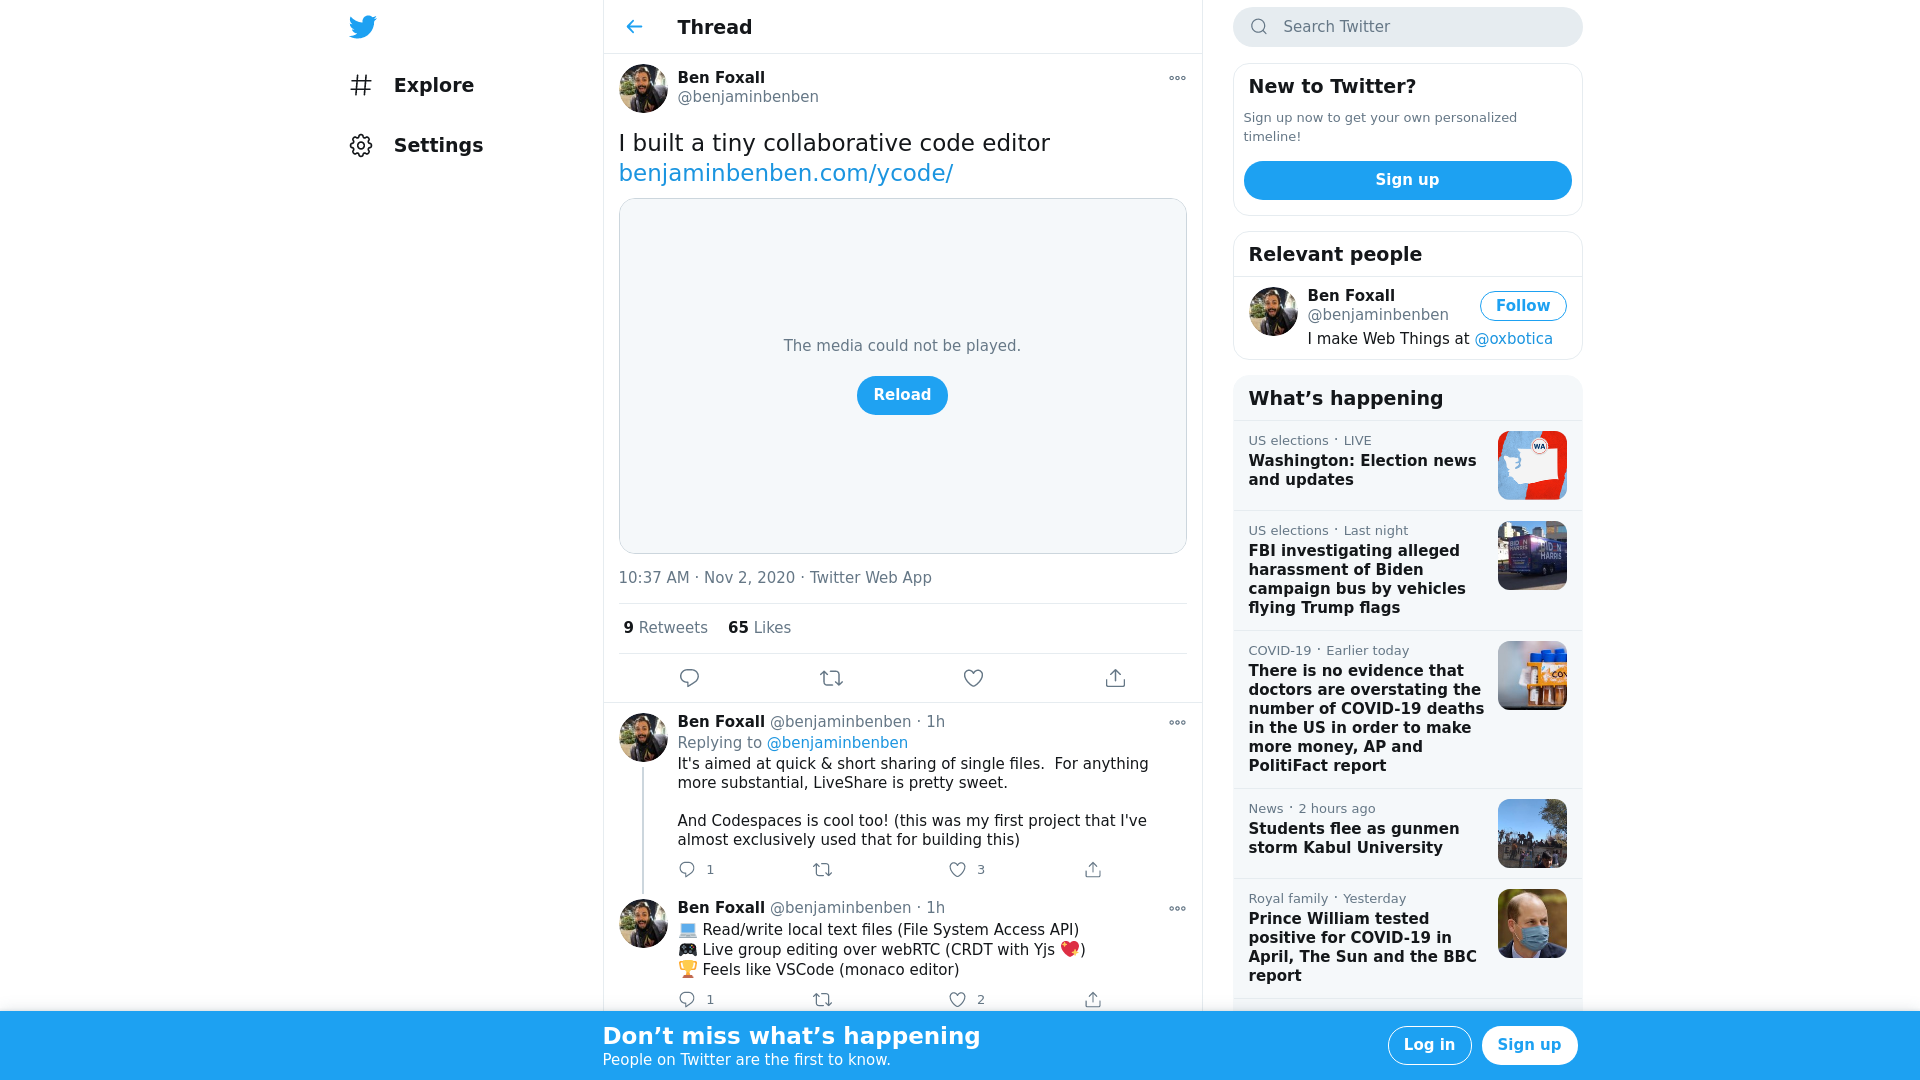 Explore
Settings
Thread
Ben Foxall
@benjaminbenben
I built a tiny collaborative code editor
benjaminbenben.com/ycode/
The media could not be played.
Reload
10:37 AM · Nov 2, 2020 · Twitter Web App
9 Retweets 65 Likes
Ben Foxall @benjaminbenben · 1h
Replying to @benjaminbenben
It's aimed at quick & short sharing of single files.  For anything
more substantial, LiveShare is pretty sweet.
And Codespaces is cool too! (this was my first project that I've
almost exclusively used that for building this)
1 3
Ben Foxall @benjaminbenben · 1h
💻 Read/write local text files (File System Access API)
🎮 Live group editing over webRTC (CRDT with Yjs 💖)
🏆 Feels like VSCode (monaco editor)
1 2
Search Twitter
New to Twitter?
Sign up now to get your own personalized
timeline!
Sign up
Relevant people
Ben Foxall
@benjaminbenben
Follow
I make Web Things at @oxbotica
What’s happening
US elections · LIVE
Washington: Election news
and updates
WA
US elections · Last night
FBI investigating alleged
harassment of Biden
campaign bus by vehicles
flying Trump flags
COVID-19 · Earlier today
There is no evidence that
doctors are overstating the
number of COVID-19 deaths
in the US in order to make
more money, AP and
PolitiFact report
News · 2 hours ago
Students flee as gunmen
storm Kabul University
Royal family · Yesterday
Prince William tested
positive for COVID-19 in
April, The Sun and the BBC
report
Don’t miss what’s happening
People on Twitter are the first to know.
Log in
Sign up